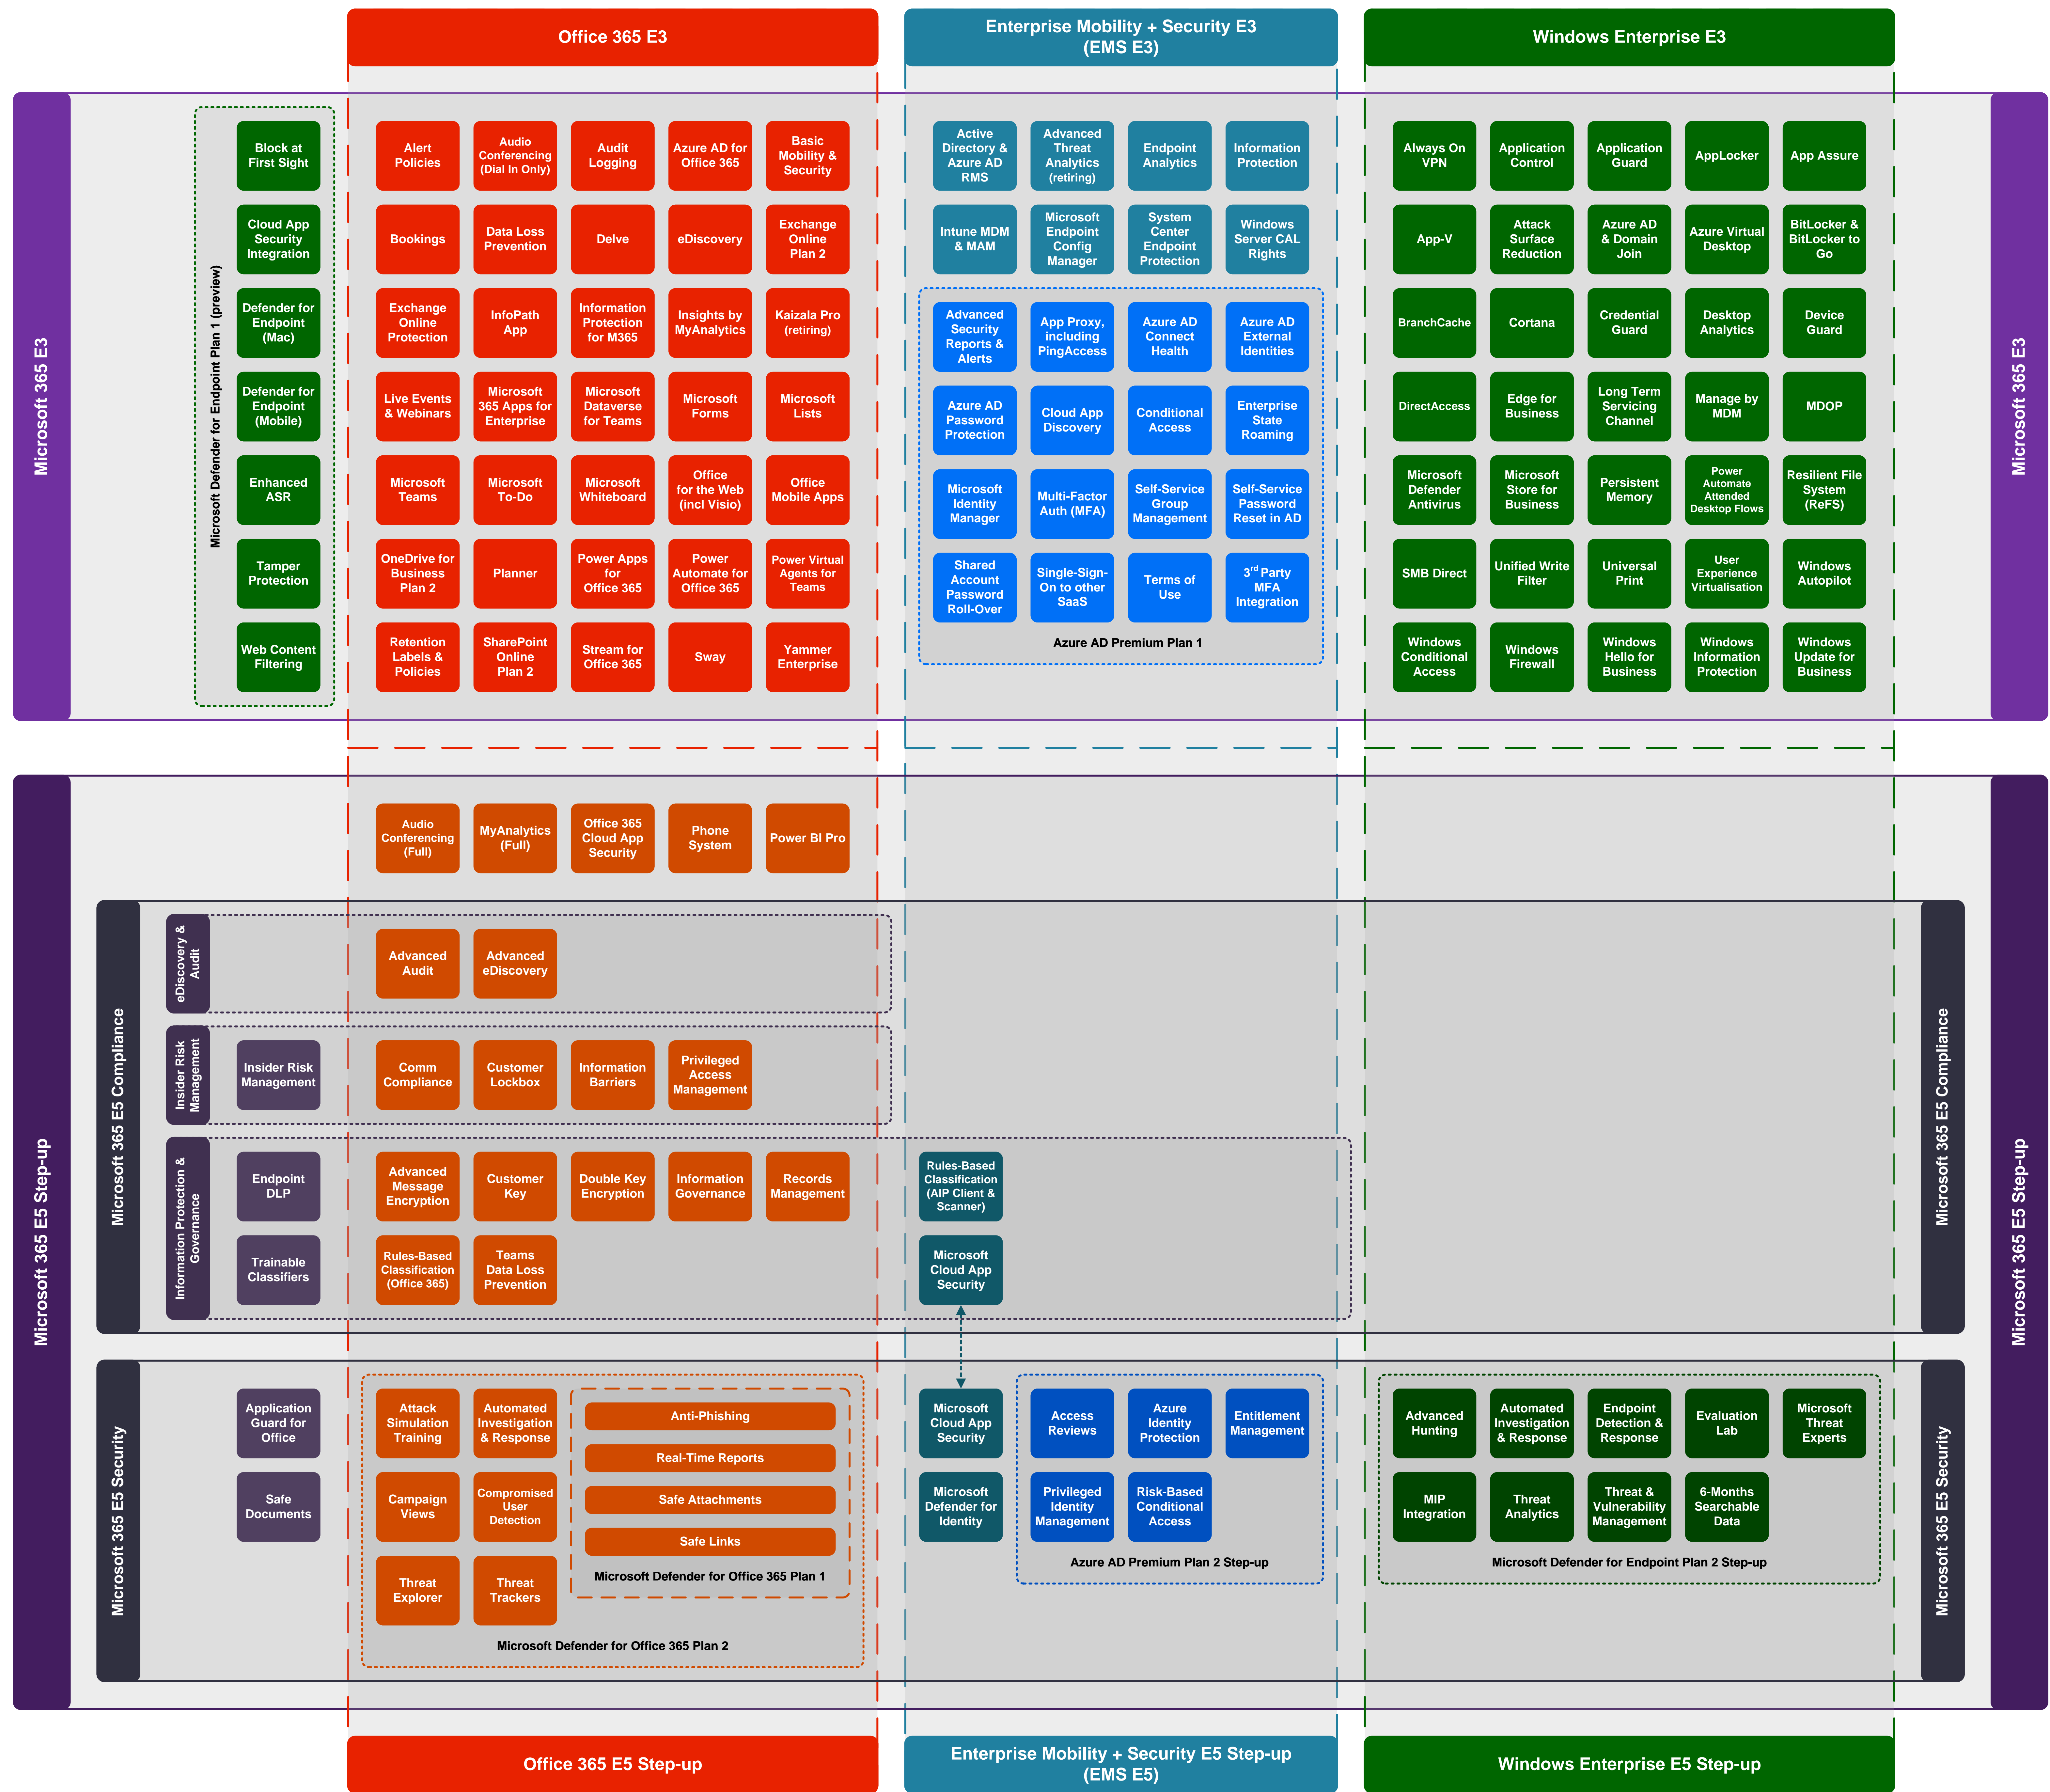 Office 365 E3
Enterprise Mobility + Security E3
(EMS E3)
Windows Enterprise E3
Microsoft 365 E3
Microsoft Defender for Endpoint Plan 1 (preview)
Block at
First Sight
Cloud App
Security
Integration
Defender for
Endpoint
(Mac)
Defender for
Endpoint
(Mobile)
Enhanced
ASR
Tamper
Protection
Web Content
Filtering
Alert
Policies
Audio
Conferencing
(Dial In Only)
Audit
Logging
Azure AD for
Office 365
Basic
Mobility &
Security
Bookings
Data Loss
Prevention
Delve
eDiscovery
Exchange
Online
Plan 2
Exchange
Online
Protection
InfoPath
App
Information
Protection
for M365
Insights by
MyAnalytics
Kaizala Pro
(retiring)
Live Events
& Webinars
Microsoft
365 Apps for
Enterprise
Microsoft
Dataverse
for Teams
Microsoft
Forms
Microsoft
Lists
Microsoft
Teams
Microsoft
To-Do
Microsoft
Whiteboard
Office
for the Web
(incl Visio)
Office
Mobile Apps
OneDrive for
Business
Plan 2
Planner
Power Apps
for
Office 365
Power
Automate for
Office 365
Power Virtual
Agents for
Teams
Retention
Labels &
Policies
SharePoint
Online
Plan 2
Stream for
Office 365
Sway
Yammer
Enterprise
Active
Directory &
Azure AD
RMS
Advanced
Threat
Analytics
(retiring)
Endpoint
Analytics
Information
Protection
Intune MDM
& MAM
Microsoft
Endpoint
Config
Manager
System
Center
Endpoint
Protection
Windows
Server CAL
Rights
Advanced
Security
Reports &
Alerts
App Proxy,
including
PingAccess
Azure AD
Connect
Health
Azure AD
External
Identities
Azure AD
Password
Protection
Cloud App
Discovery
Conditional
Access
Enterprise
State
Roaming
Microsoft
Identity
Manager
Multi-Factor
Auth (MFA)
Self-Service
Group
Management
Self-Service
Password
Reset in AD
Shared
Account
Password
Roll-Over
Single-Sign-
On to other
SaaS
Terms of
Use
3rd Party
MFA
Integration
Azure AD Premium Plan 1
Always On
VPN
Application
Control
Application
Guard
AppLocker
App Assure
App-V
Attack
Surface
Reduction
Azure AD
& Domain
Join
Azure Virtual
Desktop
BitLocker &
BitLocker to
Go
BranchCache
Cortana
Credential
Guard
Desktop
Analytics
Device
Guard
DirectAccess
Edge for
Business
Long Term
Servicing
Channel
Manage by
MDM
MDOP
Microsoft
Defender
Antivirus
Microsoft
Store for
Business
Persistent
Memory
Power
Automate
Attended
Desktop Flows
Resilient File
System
(ReFS)
SMB Direct
Unified Write
Filter
Universal
Print
User
Experience
Virtualisation
Windows
Autopilot
Windows
Conditional
Access
Windows
Firewall
Windows
Hello for
Business
Windows
Information
Protection
Windows
Update for
Business
Microsoft 365 E3
Microsoft 365 E5 Step-up
Audio
Conferencing
(Full)
MyAnalytics
(Full)
Office 365
Cloud App
Security
Phone
System
Power BI Pro
Microsoft 365 E5 Compliance
eDiscovery &
Audit
Advanced
Audit
Advanced
eDiscovery
Insider Risk
Management
Insider Risk
Management
Comm
Compliance
Customer
Lockbox
Information
Barriers
Privileged
Access
Management
Information Protection &
Governance
Endpoint
DLP
Advanced
Message
Encryption
Customer
Key
Double Key
Encryption
Information
Governance
Records
Management
Rules-Based
Classification
(AIP Client &
Scanner)
Trainable
Classifiers
Rules-Based
Classification
(Office 365)
Teams
Data Loss
Prevention
Microsoft
Cloud App
Security
Microsoft 365 E5 Compliance
Microsoft 365 E5 Security
Application
Guard for
Office
Safe
Documents
Attack
Simulation
Training
Automated
Investigation
& Response
Campaign
Views
Compromised
User
Detection
Threat
Explorer
Threat
Trackers
Anti-Phishing
Real-Time Reports
Safe Attachments
Safe Links
Microsoft Defender for Office 365 Plan 1
Microsoft Defender for Office 365 Plan 2
Microsoft
Cloud App
Security
Microsoft
Defender for
Identity
Access
Reviews
Azure
Identity
Protection
Entitlement
Management
Privileged
Identity
Management
Risk-Based
Conditional
Access
Azure AD Premium Plan 2 Step-up
Advanced
Hunting
Automated
Investigation
& Response
Endpoint
Detection &
Response
Evaluation
Lab
Microsoft
Threat
Experts
MIP
Integration
Threat
Analytics
Threat &
Vulnerability
Management
6-Months
Searchable
Data
Microsoft Defender for Endpoint Plan 2 Step-up
Microsoft 365 E5 Security
Microsoft 365 E5 Step-up
Office 365 E5 Step-up
Enterprise Mobility + Security E5 Step-up
(EMS E5)
Windows Enterprise E5 Step-up